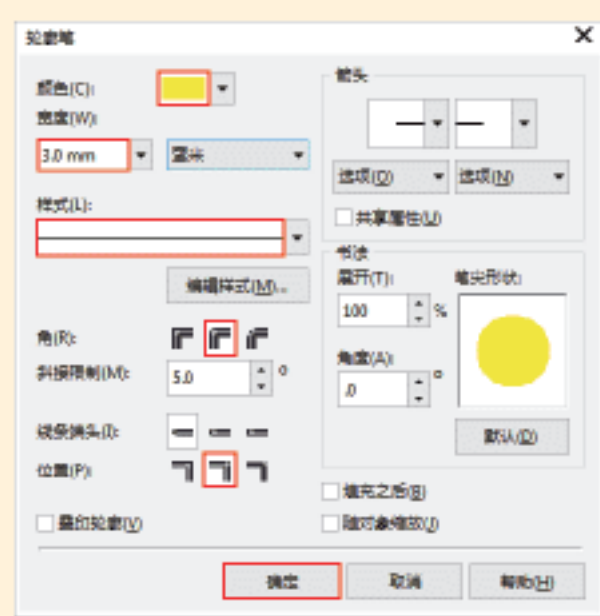 轮廓笔
颜色(C):
宽度(W):
3.0 mm
毫米
样式(L):
编辑样式(M)...
角(R):
斜接限制(M):
5.0
°
线条端头(I):
位置(P):
叠印轮廓(V)
箭头
选项(O)
选项(N)
共享属性(U)
书法
展开(T):
100
%
笔尖形状:
角度(A):
.0
°
默认(D)
填充之后(B)
随对象缩放(J)
确定
取消
帮助(H)